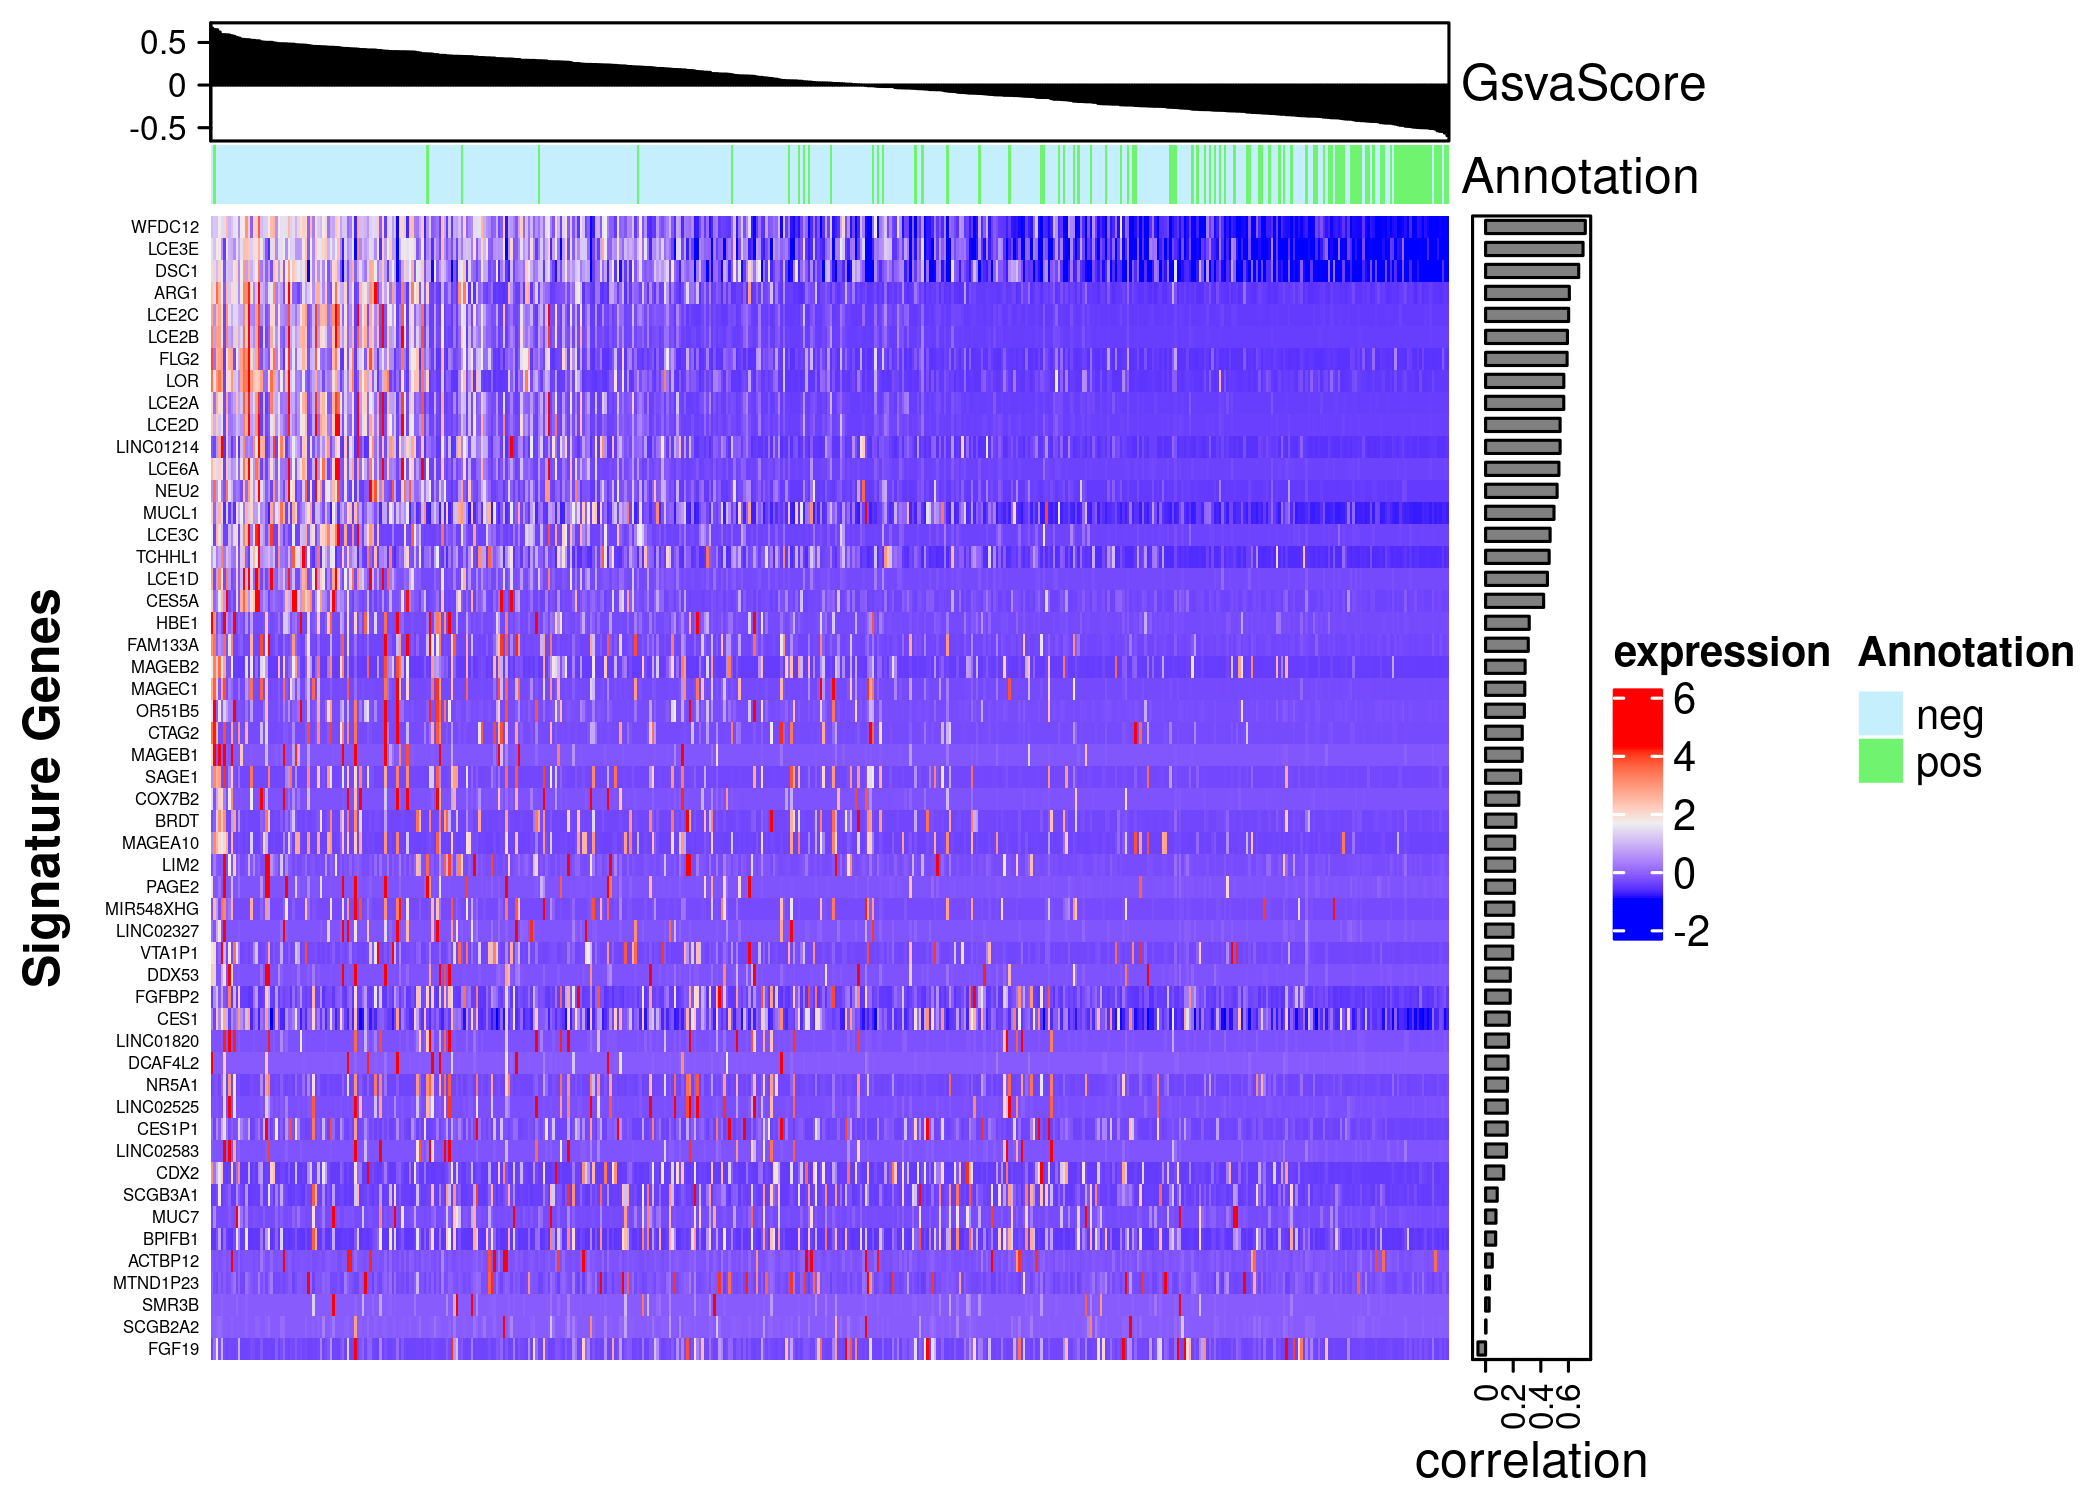 0.5
0
-0.5
GsvaScore
Annotation
WFDC12
LCE3E
DSC1
ARG1
LCE2C
LCE2B
FLG2
LOR
LCE2A
LCE2D
LINC01214
LCE6A
NEU2
MUCL1
LCE3C
TCHHL1
LCE1D
CES5A
HBE1
FAM133A
MAGEB2
MAGEC1
OR51B5
CTAG2
MAGEB1
SAGE1
COX7B2
BRDT
MAGEA10
LIM2
PAGE2
MIR548XHG
LINC02327
VTA1P1
DDX53
FGFBP2
CES1
LINC01820
DCAF4L2
NR5A1
LINC02525
CES1P1
LINC02583
CDX2
SCGB3A1
MUC7
BPIFB1
ACTBP12
MTND1P23
SMR3B
SCGB2A2
FGF19
Signature Genes
0
0.2
0.4
0.6
correlation
expression
6
4
2
0
-2
Annotation
neg
pos